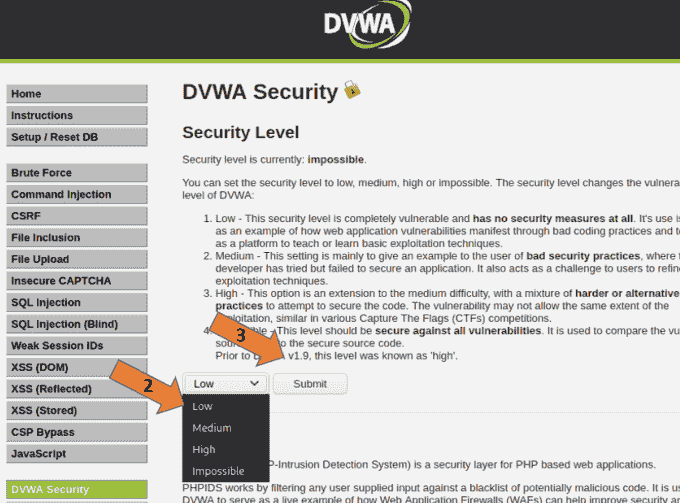 DVWA
Home
Instructions
Setup / Reset DB
Brute Force
Command Injection
CSRF
File Inclusion
File Upload
Insecure CAPTCHA
SQL Injection
SQL Injection (Blind)
Weak Session IDs
XSS (DOM)
XSS (Reflected)
XSS (Stored)
CSP Bypass
JavaScript
DVWA Security
DVWA Security
Security Level
Security level is currently: impossible.
You can set the security level to low, medium, high or impossible. The security level changes the
level of DVWA:
1. Low - This security level is completely vulnerable and has no security measures at all. It's use
as an example of how web application vulnerabilities manifest through bad coding practices and
as a platform to teach or learn basic exploitation techniques.
2. Medium - This setting is mainly to give an example to the user of bad security practices, where
developer has tried but failed to secure an application. It also acts as a challenge to users to
exploitation techniques.
3. High - This option is an extension to the medium difficulty, with a mixture of harder or alternative
practices to attempt to secure the code. The vulnerability may not allow the same extent of the
exploitation, similar in various Capture The Flags (CTFs) competitions.
4. - This level should be secure against all vulnerabilities. It is used to compare the
to the secure source code.
Prior to v1.9, this level was known as 'high'.
3
2
Low
Submit
Low
Medium
High
Impossible
P-Intrusion Detection System) is a security layer for PHP based web applications.
PHPIDS works by filtering any user supplied input against a blacklist of potentially malicious code. It is
DVWA to serve as a live example of how Web Application Firewalls (WAFs) can help improve security